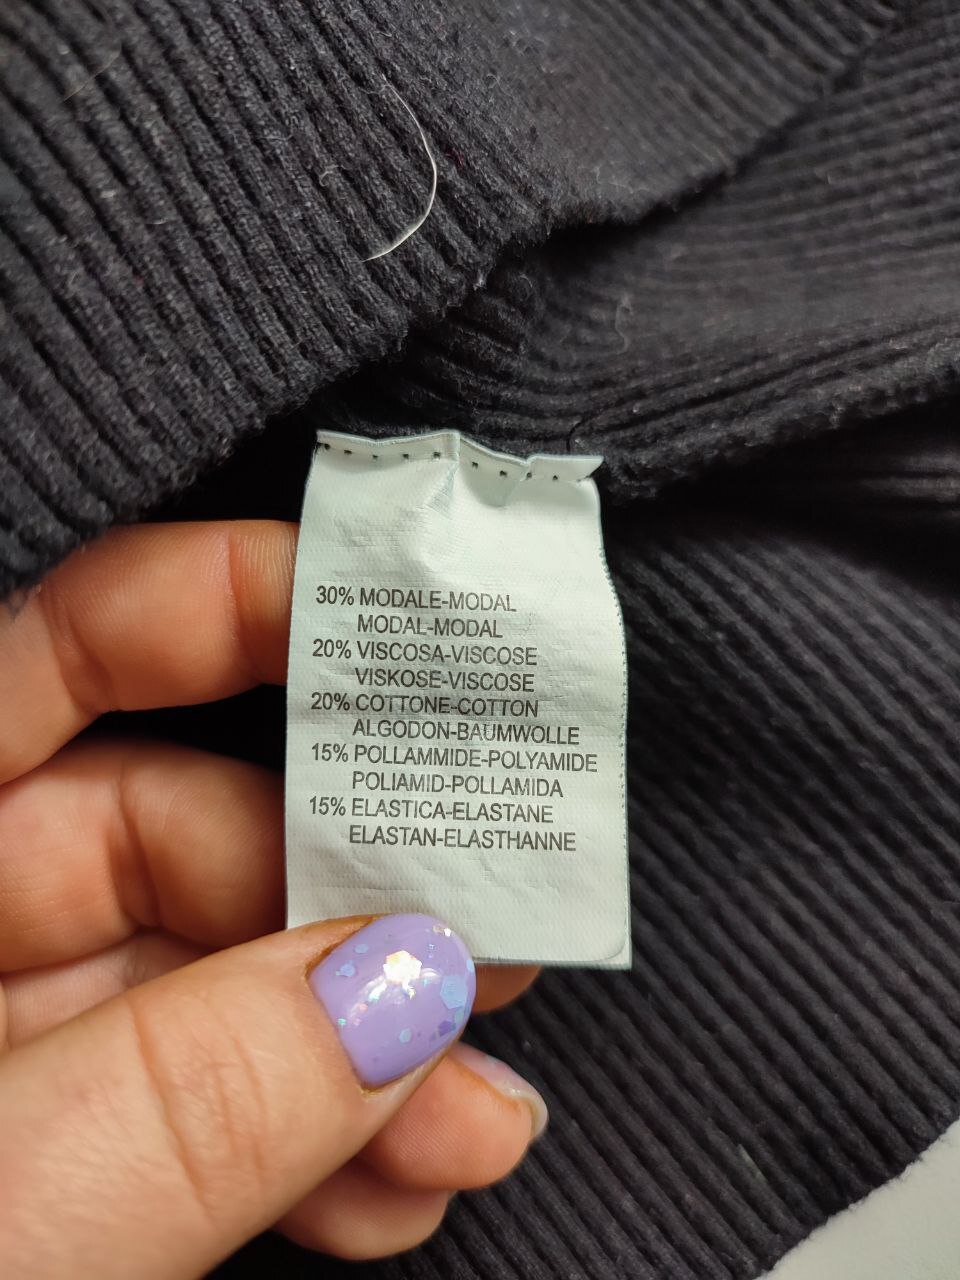 30% MODALE-MODAL
MODAL-MODAL
20% VISCOSA-VISCOSE
VISKOSE-VISCOSE
20% COTTONE-COTTON
ALGODON-BAUMWOLLE
15% POLLAMMIDE-POLYAMIDE
POLIAMID-POLLAMIDA
15% ELASTICA-ELASTANE
ELASTAN-ELASTHANNE